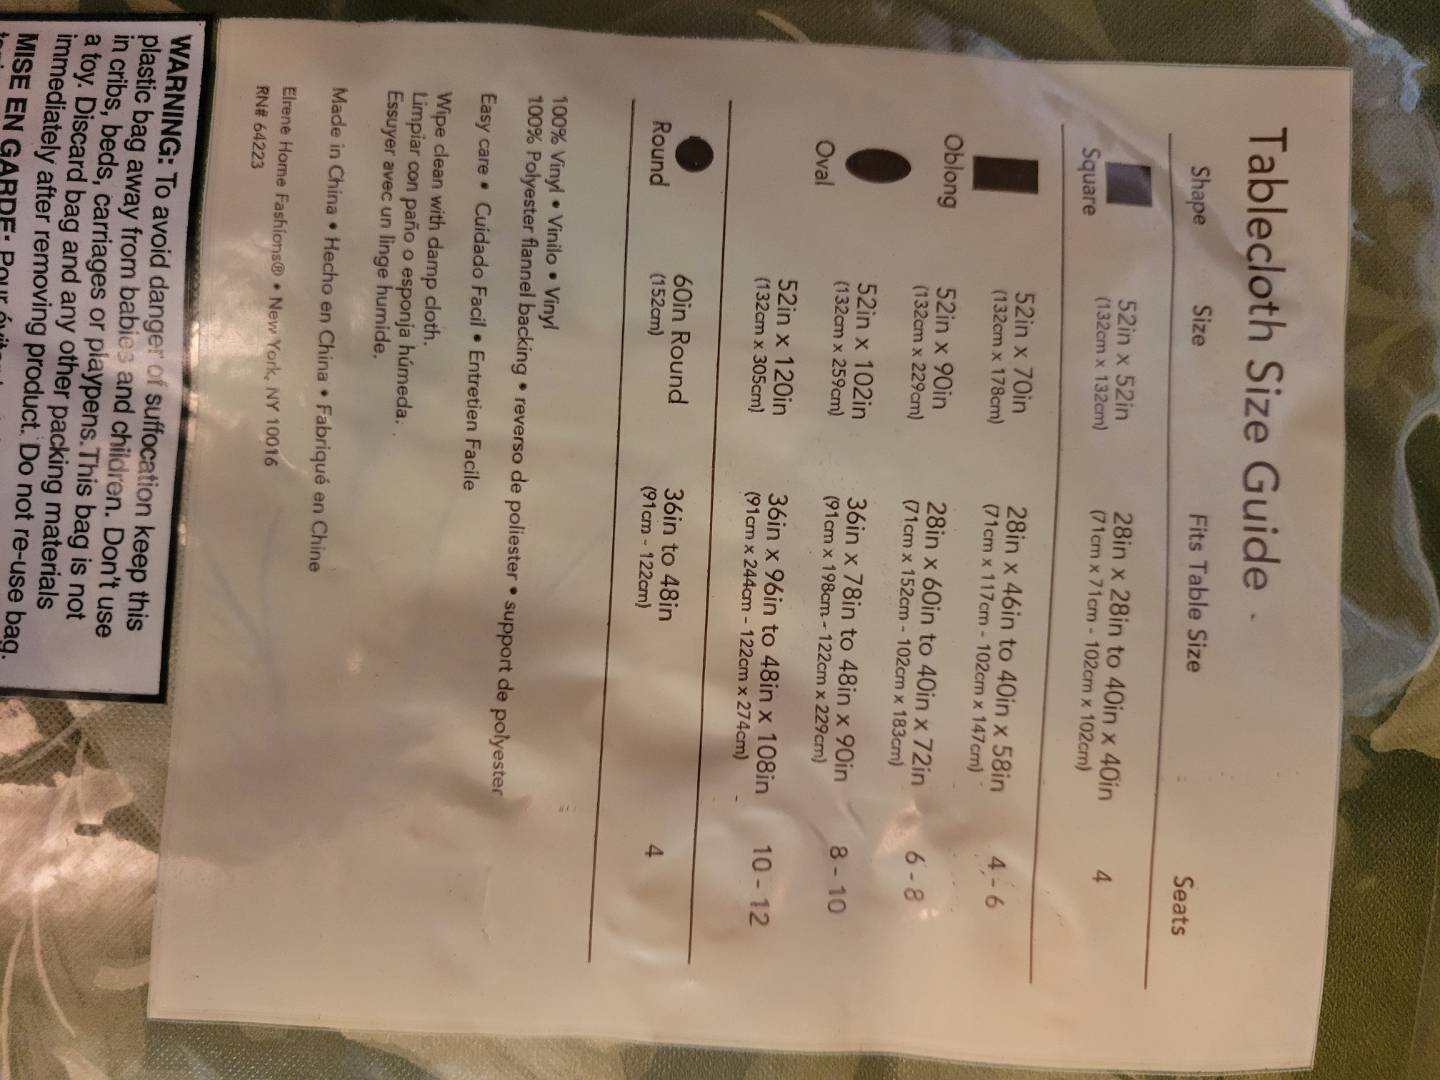 Tablecloth Size Guide
Shape Size Fits Table Size Seats
Square 52in x 52in 28in x 28in to 40in x 40in 4
(132cm x 132cm) (71cm x 71cm - 102cm x 102cm)
52in x 70in 28in x 46in to 40in x 58in 4 - 6
(132cm x 178cm) (71cm x 117cm - 102cm x 147cm)
Oblong 52in x 90in 28in x 60in to 40in x 72in 6 - 8
(132cm x 229cm) (71cm x 152cm - 102cm x 183cm)
52in x 102in 36in x 78in to 48in x 90in 8 - 10
(132cm x 259cm) (91cm x 198cm - 122cm x 229cm)
Oval
52in x 120in 36in x 96in to 48in x 108in 10 - 12
(132cm x 305cm) (91cm x 244cm - 122cm x 274cm)
60in Round 36in to 48in 4
Round (152cm) (91cm - 122cm)
100% Vinyl • Vinilo • Vinyl
100% Polyester flannel backing • reverso de poliester • support de polyester
Easy care • Cuidado Facil • Entretien Facile
Wipe clean with damp cloth.
Limpiar con paño o esponja húmeda.
Essuyer avec un linge humide.
Made in China • Hecho en China • Fabriqué en Chine
Elrene Home Fashions® • New York, NY 10016
RN# 64223
WARNING: To avoid danger of suffocation keep this
plastic bag away from babies and children. Don't use
in cribs, beds, carriages or playpens. This bag is not
a toy. Discard bag and any other packing materials
immediately after removing product. Do not re-use bag.
MISE EN GARDE: Pour